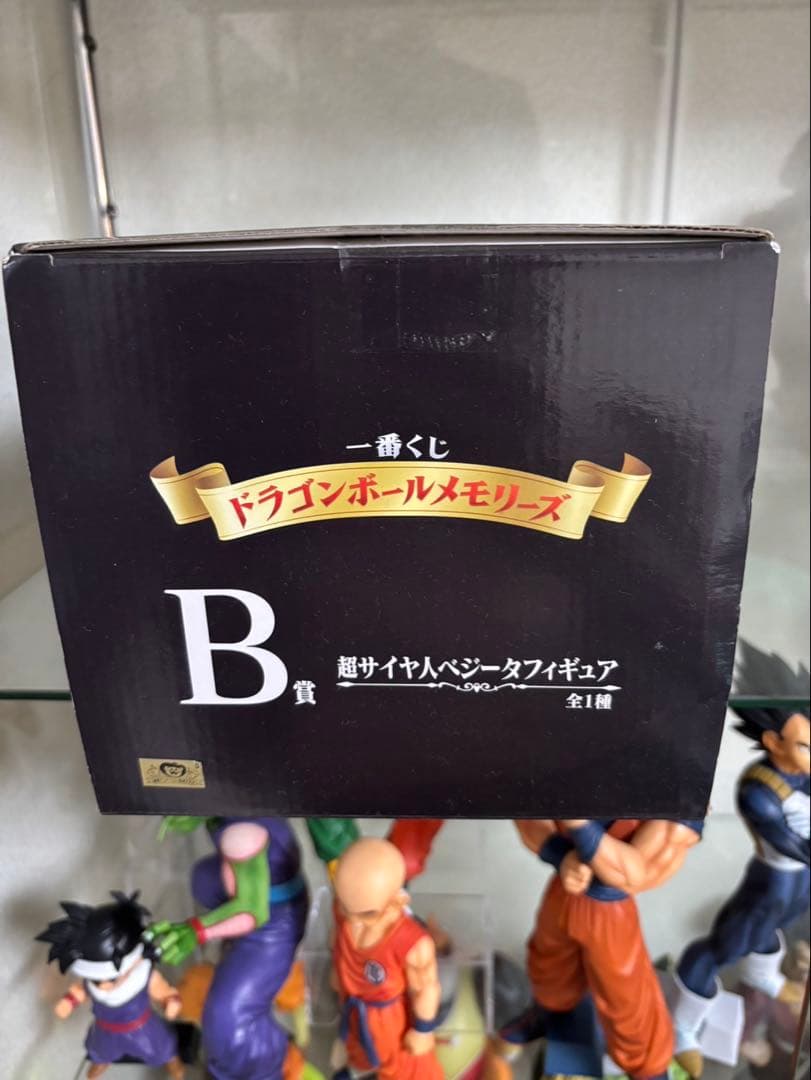 一番くじ
ドラゴンボールメモリーズ
B賞
超サイヤ人ベジータフィギュア
全1種